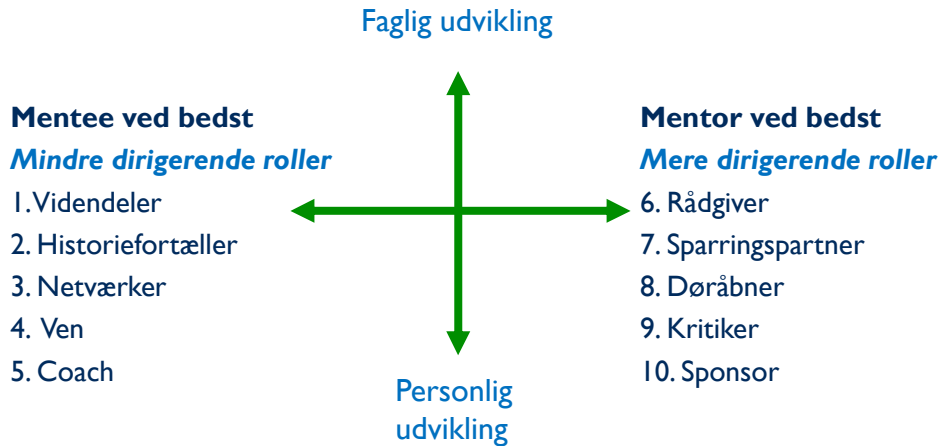 Faglig udvikling
Mentee ved bedst
Mindre dirigerende roller
1. Videndeler
2. Historiefortæller
3. Netværker
4. Ven
5. Coach
Mentor ved bedst
Mere dirigerende roller
6. Rådgiver
7. Sparringspartner
8. Døråbner
9. Kritiker
10. Sponsor
Personlig
udvikling